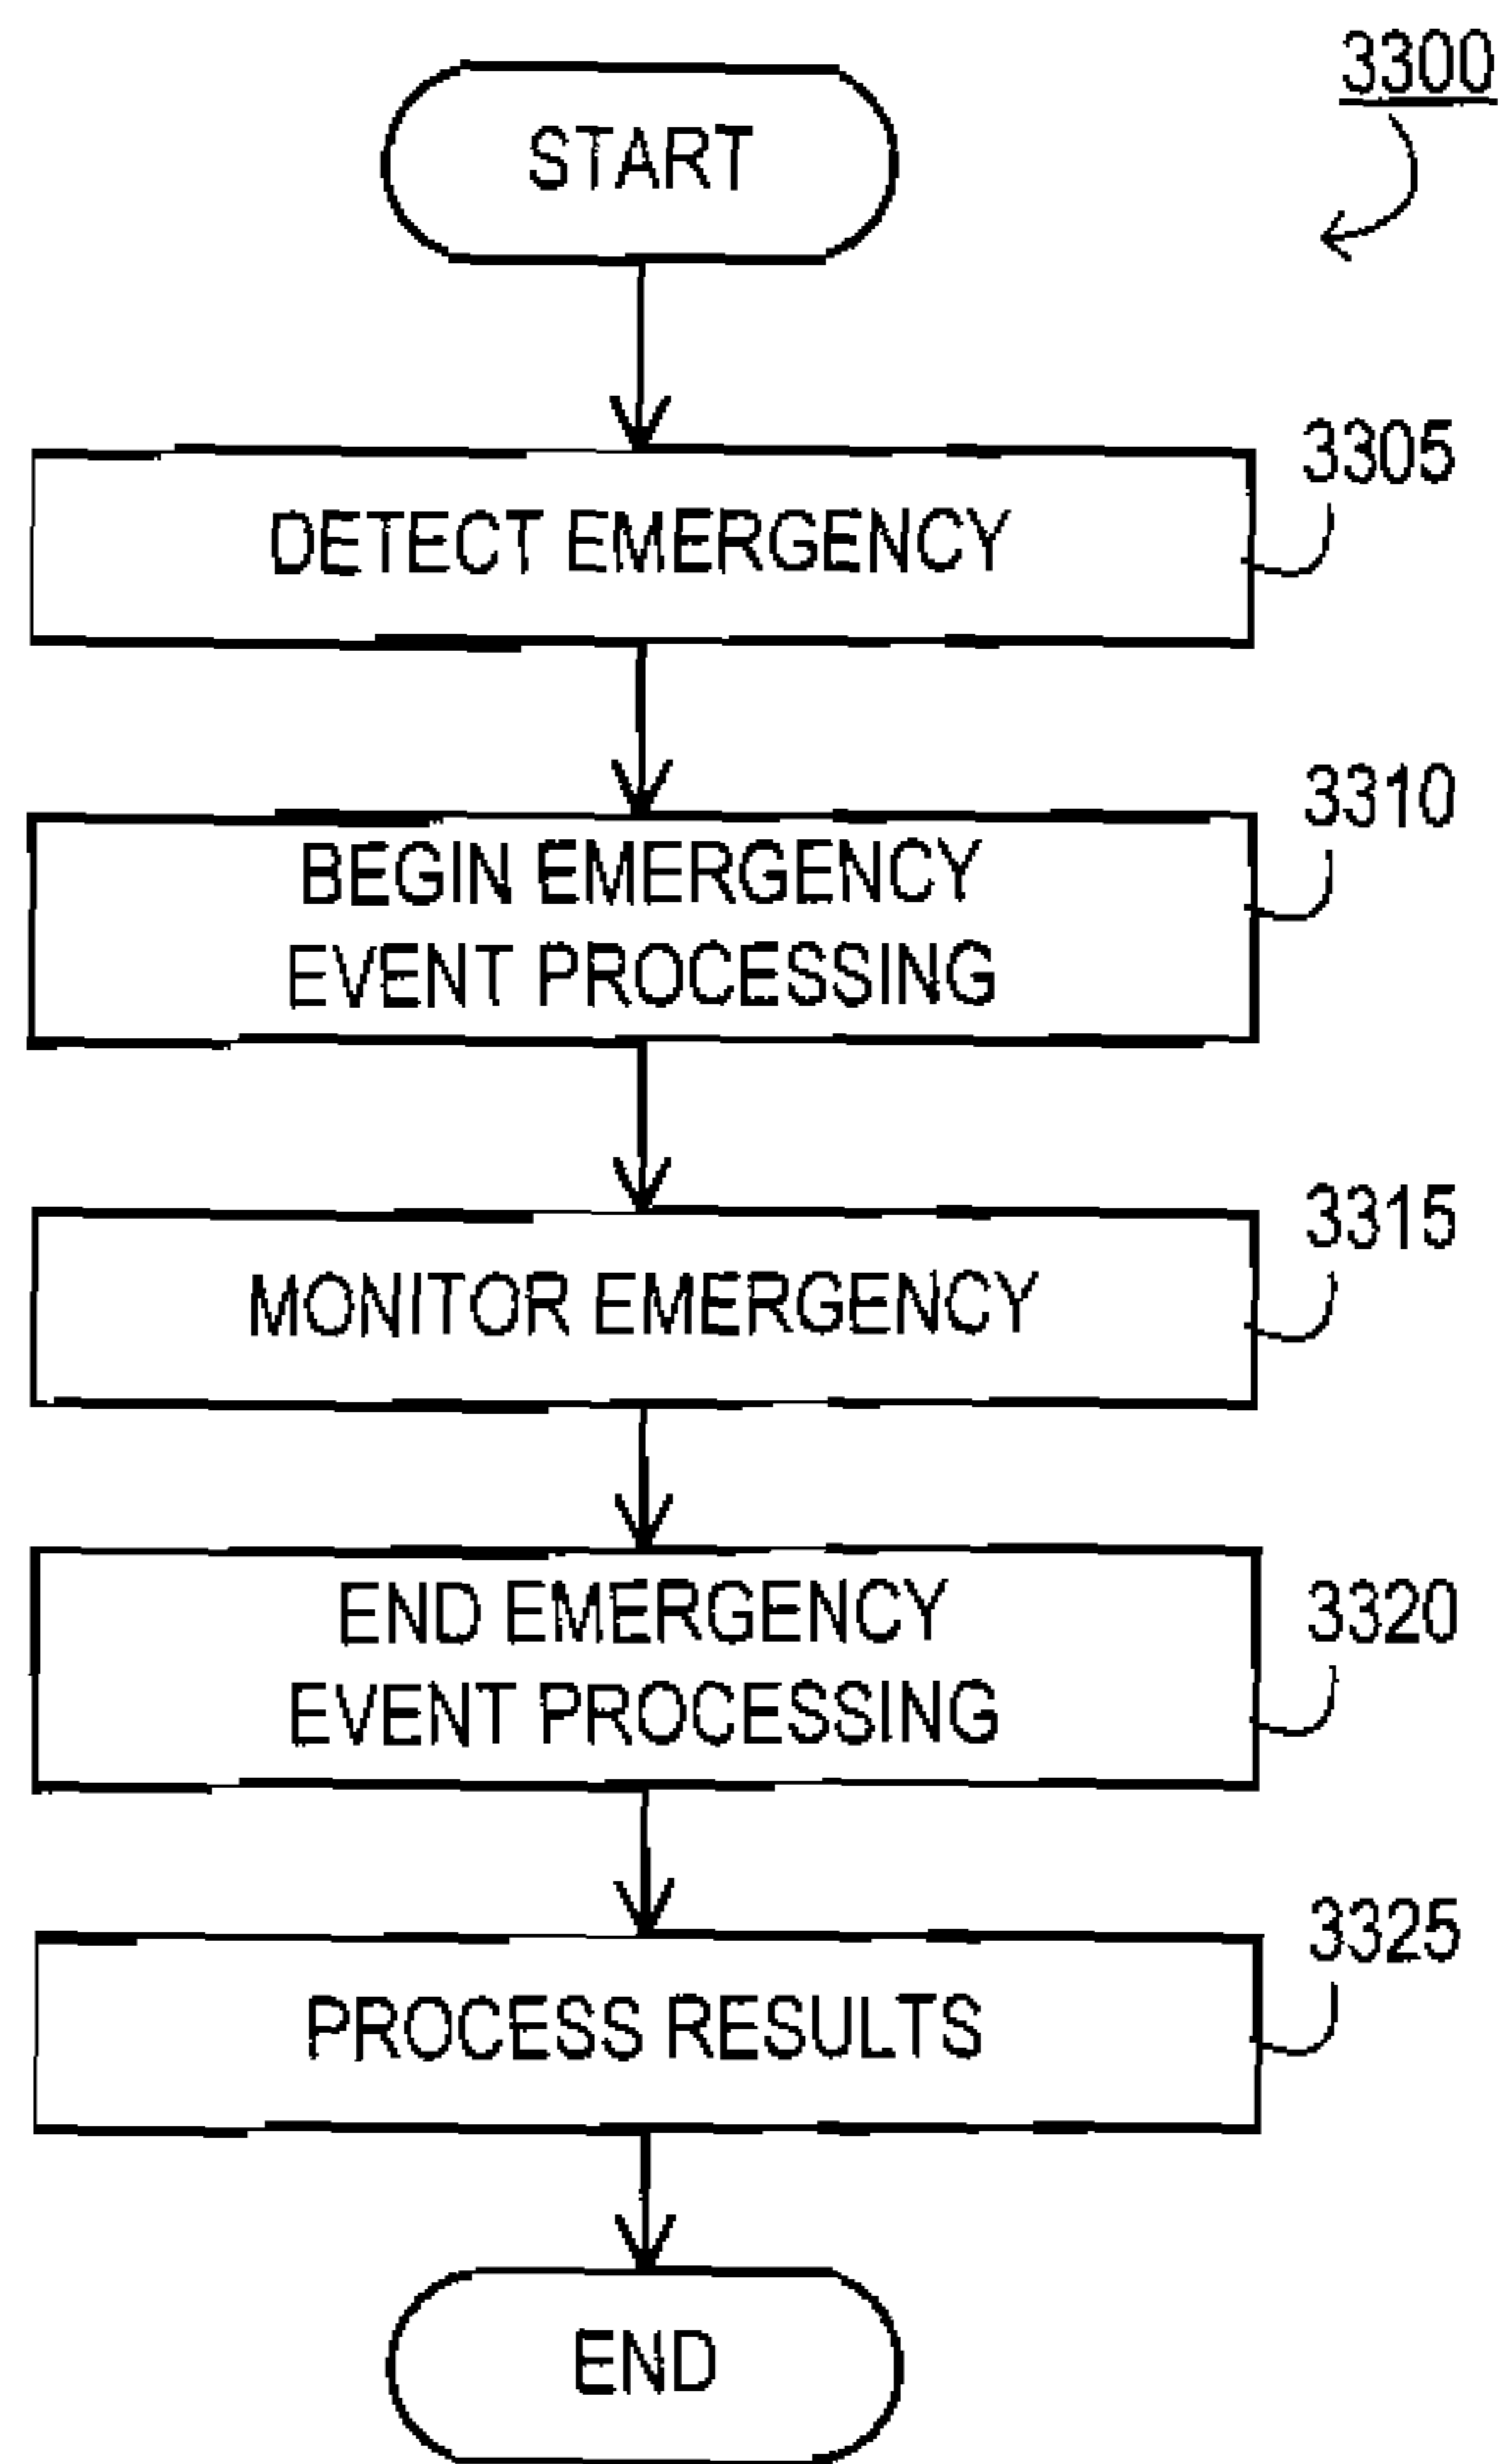 3300
START
3305
DETECT EMERGENCY
3310
BEGIN EMERGENCY
EVENT PROCESSING
3315
MONITOR EMERGENCY
3320
END EMERGENCY
EVENT PROCESSING
3325
PROCESS RESULTS
END